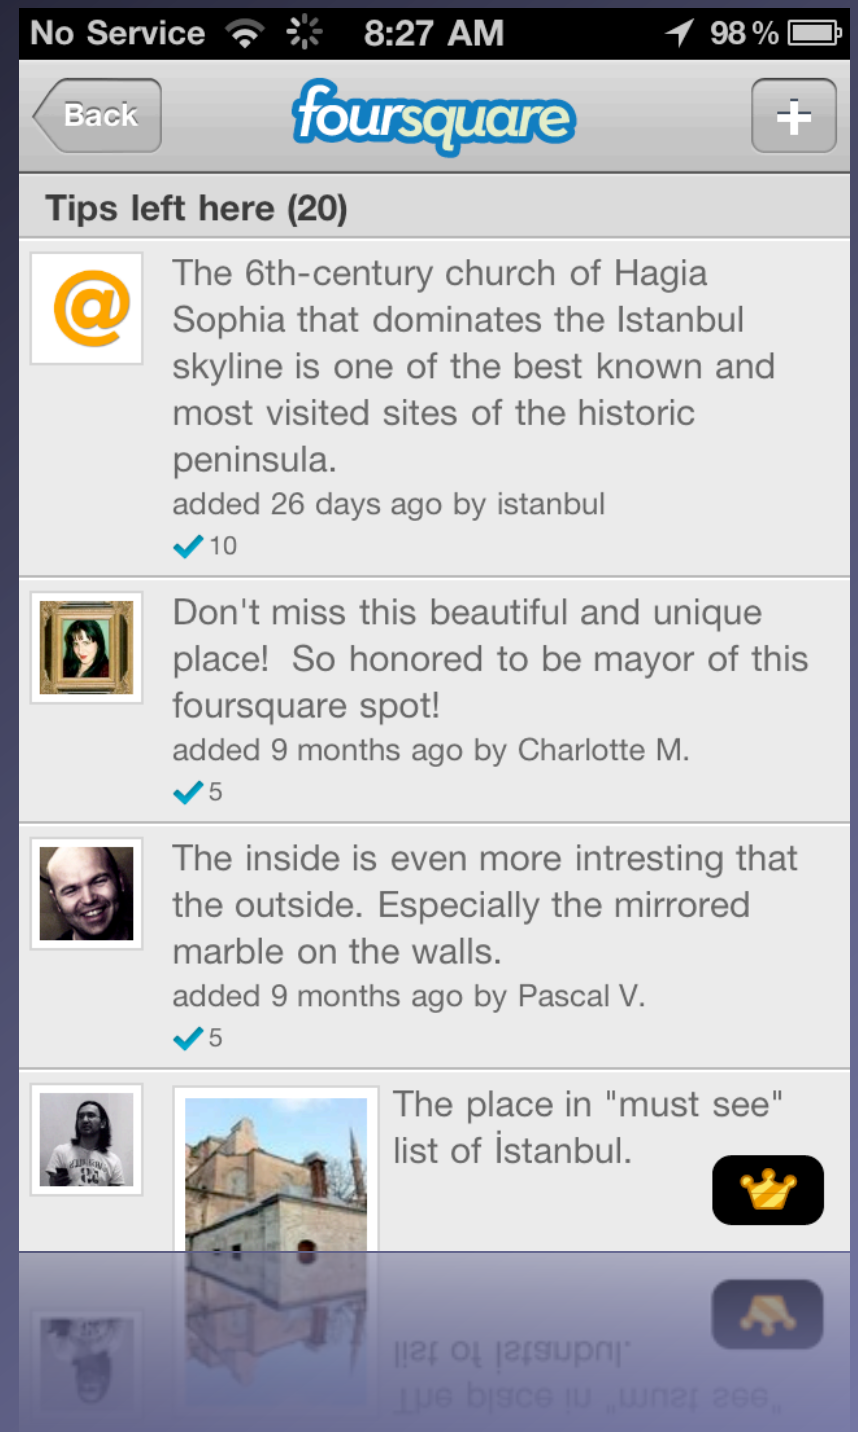 No Service 8:27 AM 98%
Back foursquare +
Tips left here (20)
@
The 6th-century church of Hagia
Sophia that dominates the Istanbul
skyline is one of the best known and
most visited sites of the historic
peninsula.
added 26 days ago by istanbul
10
Don't miss this beautiful and unique
place!  So honored to be mayor of this
foursquare spot!
added 9 months ago by Charlotte M.
5
The inside is even more intresting that
the outside. Especially the mirrored
marble on the walls.
added 9 months ago by Pascal V.
5
The place in "must see"
list of İstanbul.